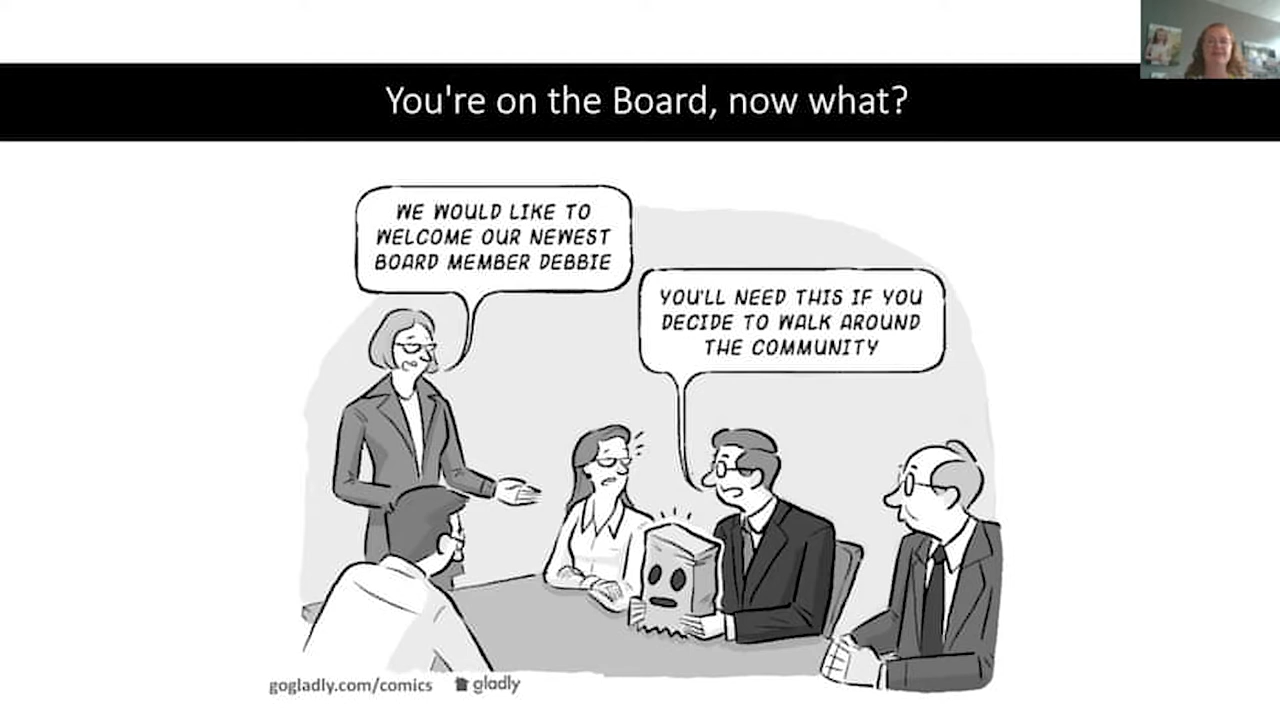 You're on the Board, now what?
WE WOULD LIKE TO
WELCOME OUR NEWEST
BOARD MEMBER DEBBIE
YOU'LL NEED THIS IF YOU
DECIDE TO WALK AROUND
THE COMMUNITY
gogladly.com/comics gladly